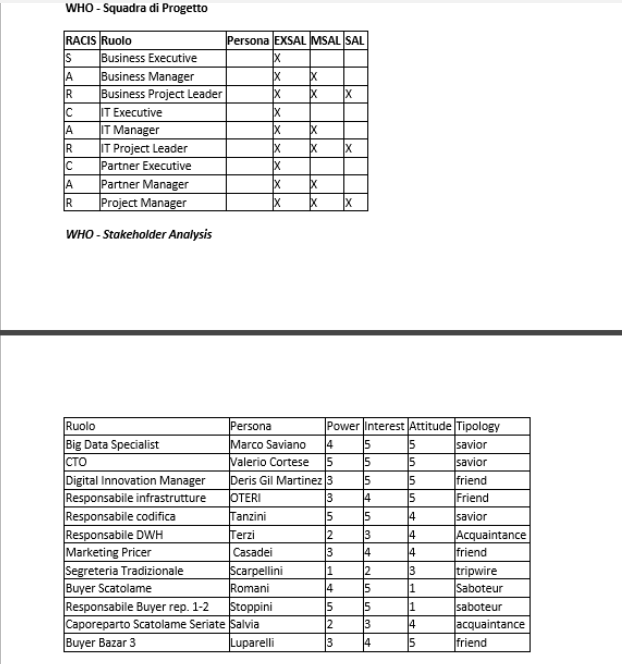 WHO - Squadra di Progetto
RACIS Ruolo Persona EXSAL MSAL SAL
S Business Executive X
A Business Manager X X
R Business Project Leader X X X
C IT Executive X
A IT Manager X X
R IT Project Leader X X X
C Partner Executive X
A Partner Manager X X
R Project Manager X X X
WHO - Stakeholder Analysis
Ruolo Persona Power Interest Attitude Tipology
Big Data Specialist Marco Saviano 4 5 5 savior
CTO Valerio Cortese 5 5 5 savior
Digital Innovation Manager Deris Gil Martinez 3 5 5 friend
Responsabile infrastrutture OTERI 3 4 5 Friend
Responsabile codifica Tanzini 5 5 4 savior
Responsabile DWH Terzi 2 3 4 Acquaintance
Marketing Pricer Casadei 3 4 4 friend
Segreteria Tradizionale Scarpellini 1 2 3 tripwire
Buyer Scatolame Romani 4 5 1 Saboteur
Responsabile Buyer rep. 1-2 Stoppini 5 5 1 saboteur
Caporeparto Scatolame Seriate Salvia 2 3 4 acquaintance
Buyer Bazar 3 Luparelli 3 4 5 friend